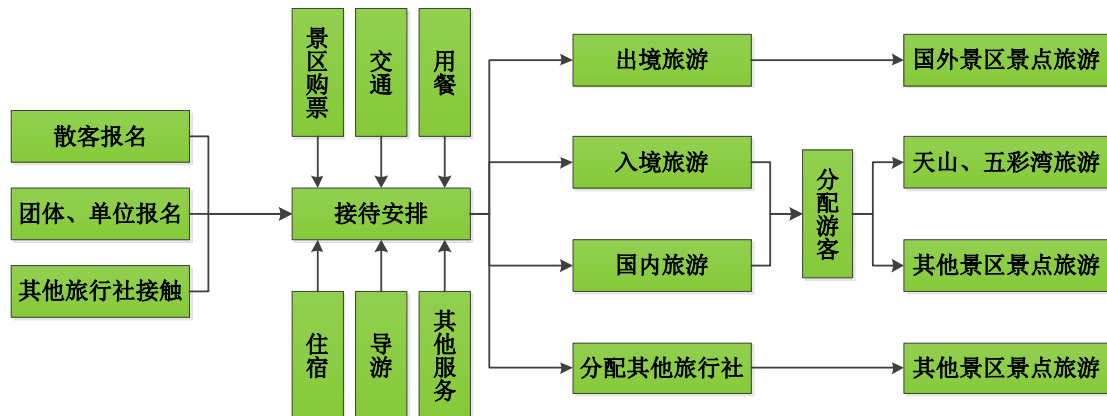 景区购票
交通
用餐
出境旅游
国外景区景点旅游
散客报名
入境旅游
天山、五彩湾旅游
团体、单位报名
接待安排
分配游客
其他旅行社接触
国内旅游
其他景区景点旅游
住宿
导游
其他服务
分配其他旅行社
其他景区景点旅游